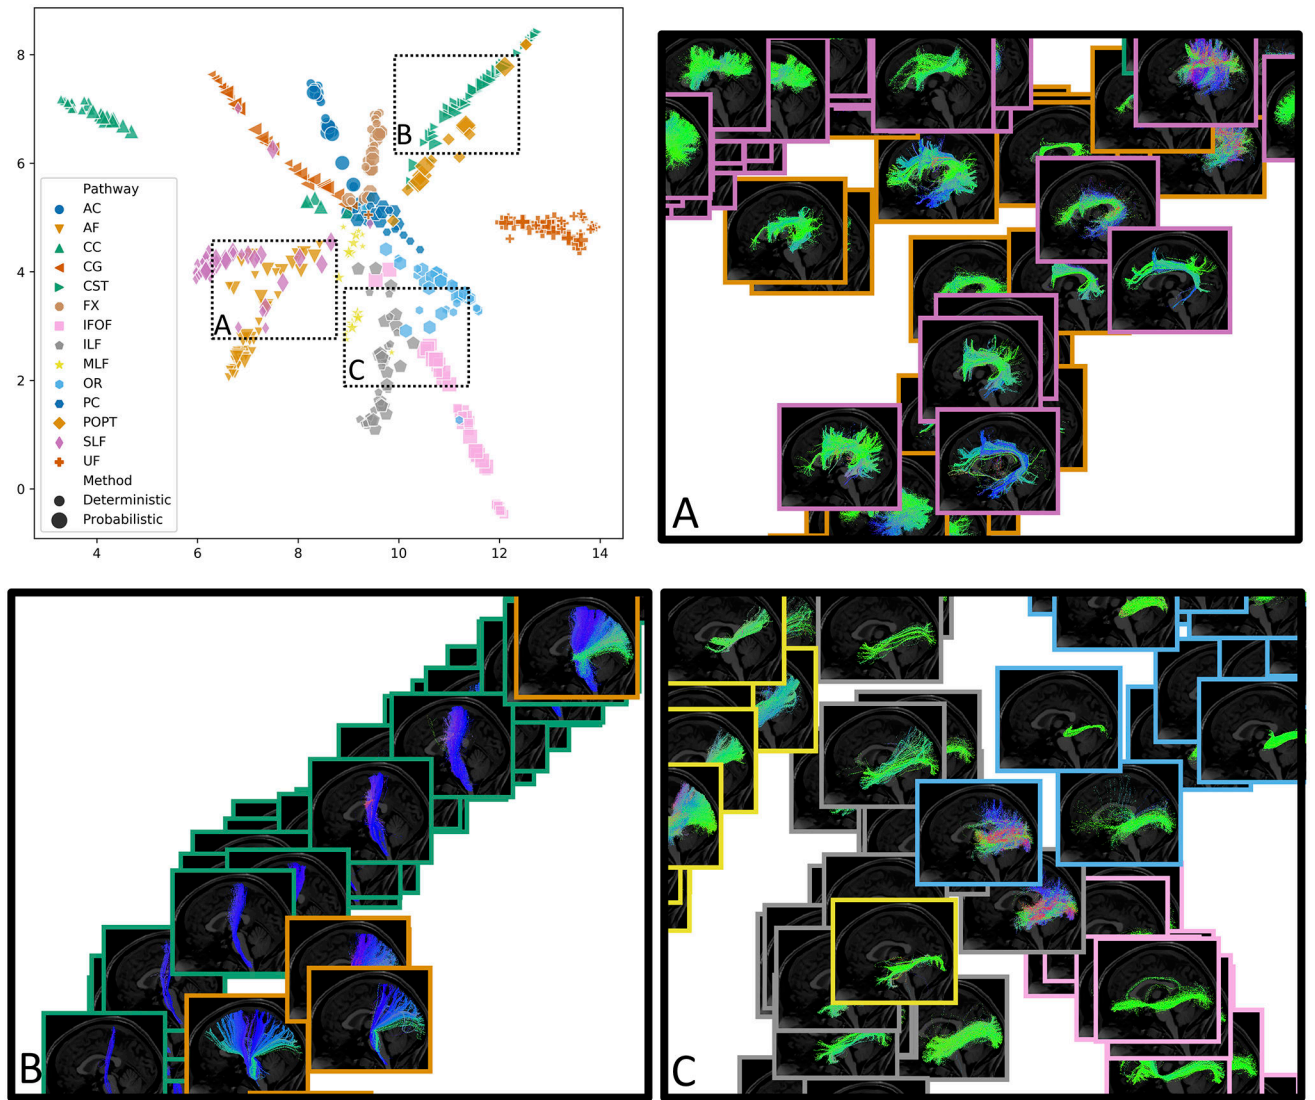 8
6
4
2
0
4
6
8
10
12
14
Pathway
AC
AF
CC
CG
CST
FX
IFOF
ILF
MLF
OR
PC
POPT
SLF
UF
Method
Deterministic
Probabilistic
A
B
C
A
B
C